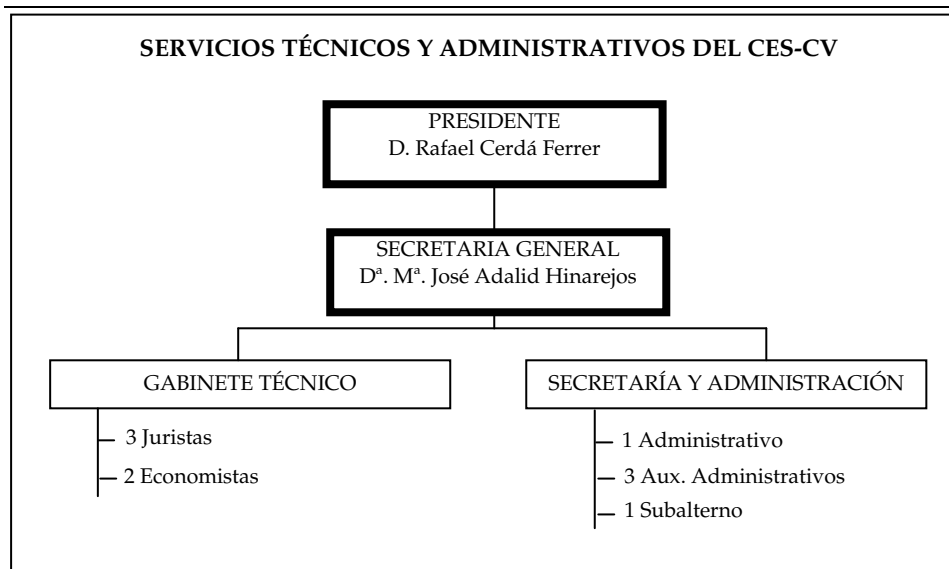 SERVICIOS TÉCNICOS Y ADMINISTRATIVOS DEL CES-CV
PRESIDENTE
D. Rafael Cerdá Ferrer
SECRETARIA GENERAL
Dª. Mª. José Adalid Hinarejos
GABINETE TÉCNICO
3 Juristas
2 Economistas
SECRETARÍA Y ADMINISTRACIÓN
1 Administrativo
3 Aux. Administrativos
1 Subalterno